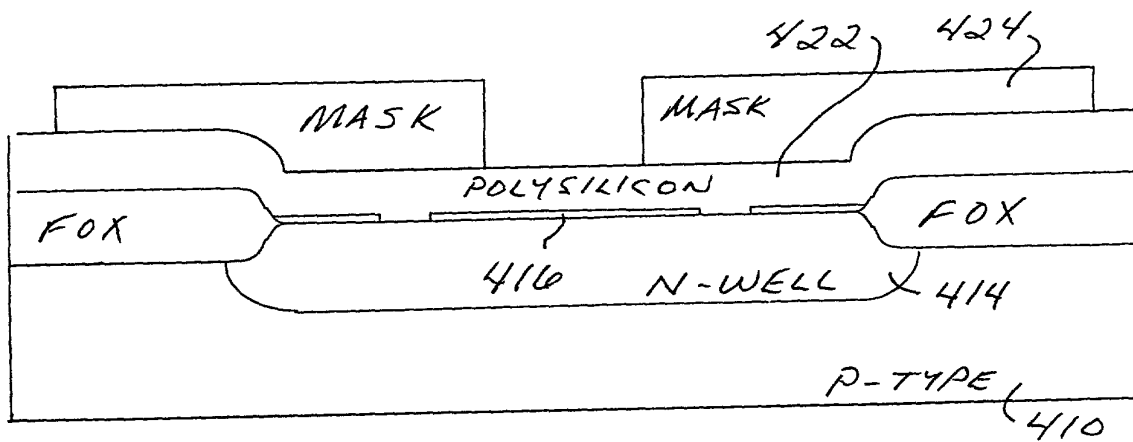 422
424
MASK
MASK
POLYSILICON
FOX
FOX
416
N-WELL
414
P-TYPE
410